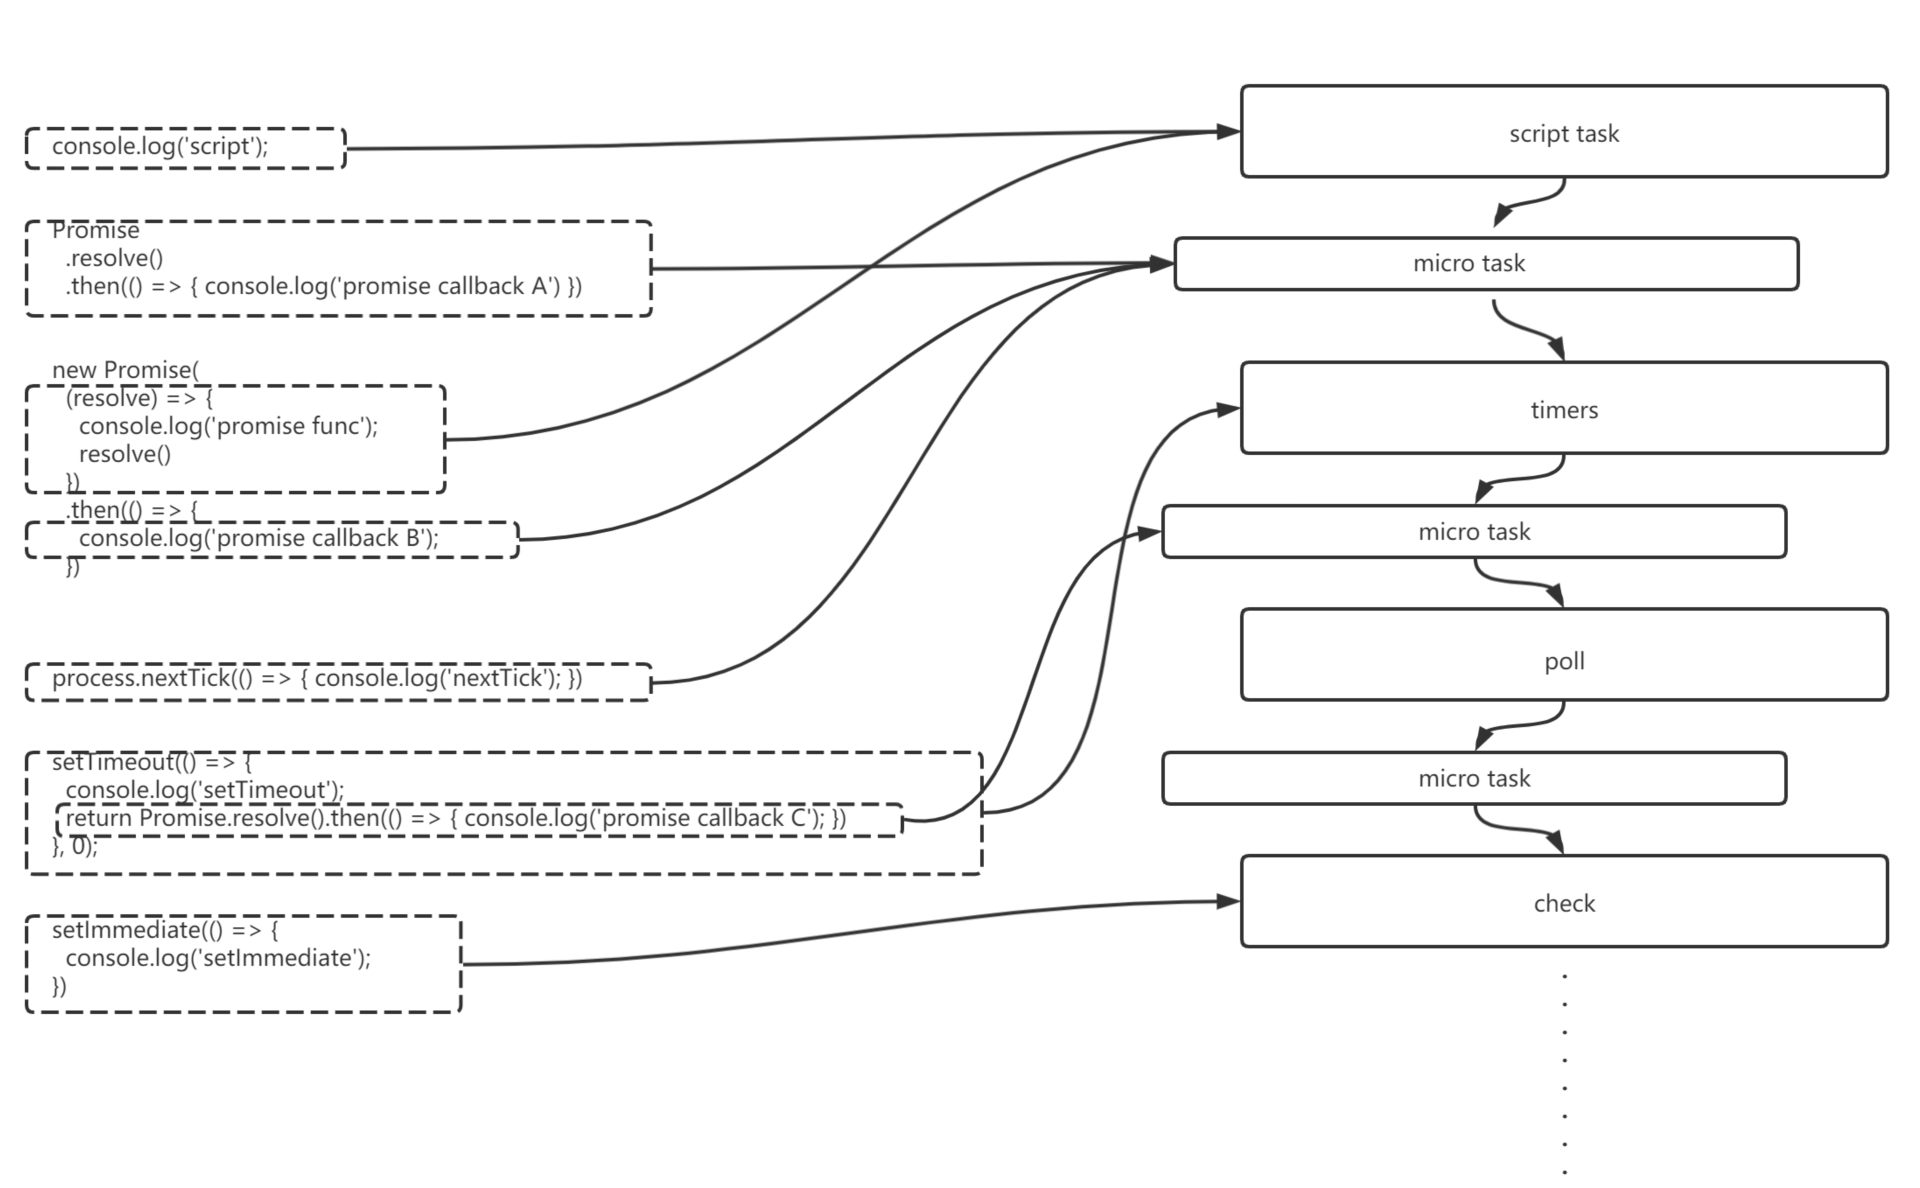 console.log('script');
Promise
.resolve()
.then(() => { console.log('promise callback A') })
new Promise(
(resolve) => {
console.log('promise func');
resolve()
})
.then(() => {
console.log('promise callback B');
})
process.nextTick(() => { console.log('nextTick'); })
setTimeout(() => {
console.log('setTimeout');
return Promise.resolve().then(() => { console.log('promise callback C'); })
}, 0);
setImmediate(() => {
console.log('setImmediate');
})
script task
micro task
timers
micro task
poll
micro task
check